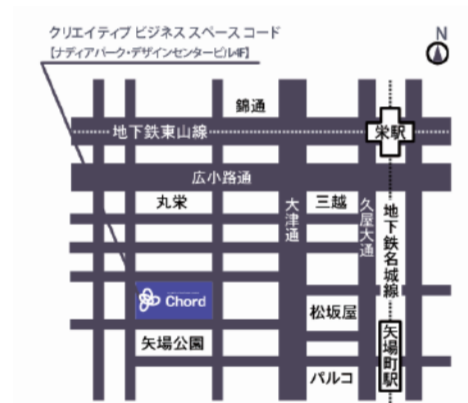 クリエイティブ ビジネス スペース コード
【ナディアパーク・デザインセンタービル4F】
N
錦通
地下鉄東山線
栄駅
広小路通
丸栄
大津通
三越
久屋大通
地下鉄名城線
Chord
松坂屋
矢場公園
矢場町駅
パルコ